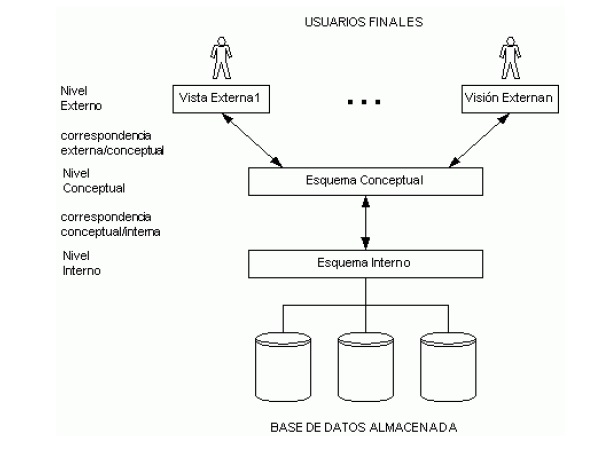 USUARIOS FINALES
Nivel
Externo
Vista Externa1
...
Visión Externan
correspondencia
externa/conceptual
Nivel
Conceptual
Esquema Conceptual
correspondencia
conceptual/interna
Nivel
Interno
Esquema Interno
BASE DE DATOS ALMACENADA